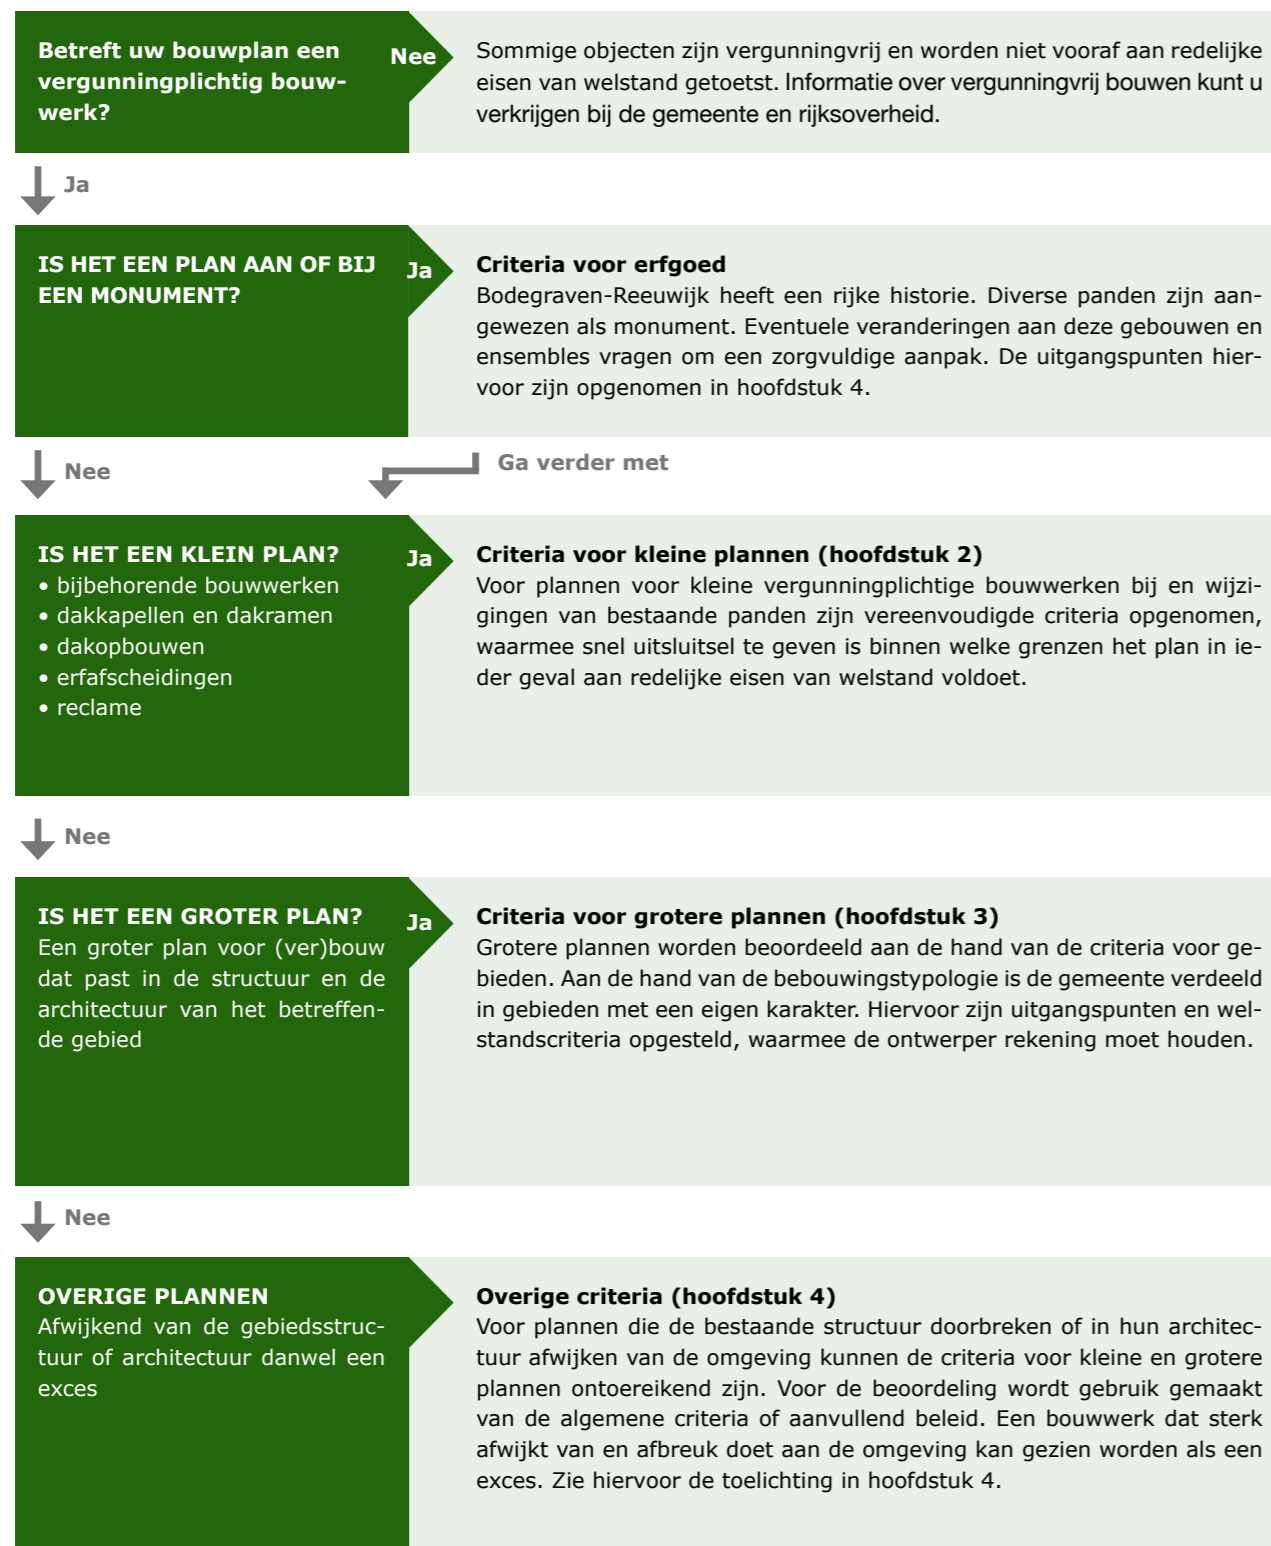 Betreft uw bouwplan een
vergunningplichtig bouw-
werk?
Nee
Sommige objecten zijn vergunningvrij en worden niet vooraf aan redelijke
eisen van welstand getoetst. Informatie over vergunningvrij bouwen kunt u
verkrijgen bij de gemeente en rijksoverheid.
Ja
IS HET EEN PLAN AAN OF BIJ
EEN MONUMENT?
Ja
Criteria voor erfgoed
Bodegraven-Reeuwijk heeft een rijke historie. Diverse panden zijn aan-
gewezen als monument. Eventuele veranderingen aan deze gebouwen en
ensembles vragen om een zorgvuldige aanpak. De uitgangspunten hier-
voor zijn opgenomen in hoofdstuk 4.
Nee
Ga verder met
IS HET EEN KLEIN PLAN?
• bijbehorende bouwwerken
• dakkapellen en dakramen
• dakopbouwen
• erfafscheidingen
• reclame
Ja
Criteria voor kleine plannen (hoofdstuk 2)
Voor plannen voor kleine vergunningplichtige bouwwerken bij en wijzi-
gingen van bestaande panden zijn vereenvoudigde criteria opgenomen,
waarmee snel uitsluitsel te geven is binnen welke grenzen het plan in ie-
der geval aan redelijke eisen van welstand voldoet.
Nee
IS HET EEN GROTER PLAN?
Een groter plan voor (ver)bouw
dat past in de structuur en de
architectuur van het betreffen-
de gebied
Ja
Criteria voor grotere plannen (hoofdstuk 3)
Grotere plannen worden beoordeeld aan de hand van de criteria voor ge-
bieden. Aan de hand van de bebouwingstypologie is de gemeente verdeeld
in gebieden met een eigen karakter. Hiervoor zijn uitgangspunten en wel-
standscriteria opgesteld, waarmee de ontwerper rekening moet houden.
Nee
OVERIGE PLANNEN
Afwijkend van de gebiedsstruc-
tuur of architectuur danwel een
exces
Overige criteria (hoofdstuk 4)
Voor plannen die de bestaande structuur doorbreken of in hun architec-
tuur afwijken van de omgeving kunnen de criteria voor kleine en grotere
plannen ontoereikend zijn. Voor de beoordeling wordt gebruik gemaakt
van de algemene criteria of aanvullend beleid. Een bouwwerk dat sterk
afwijkt van en afbreuk doet aan de omgeving kan gezien worden als een
exces. Zie hiervoor de toelichting in hoofdstuk 4.